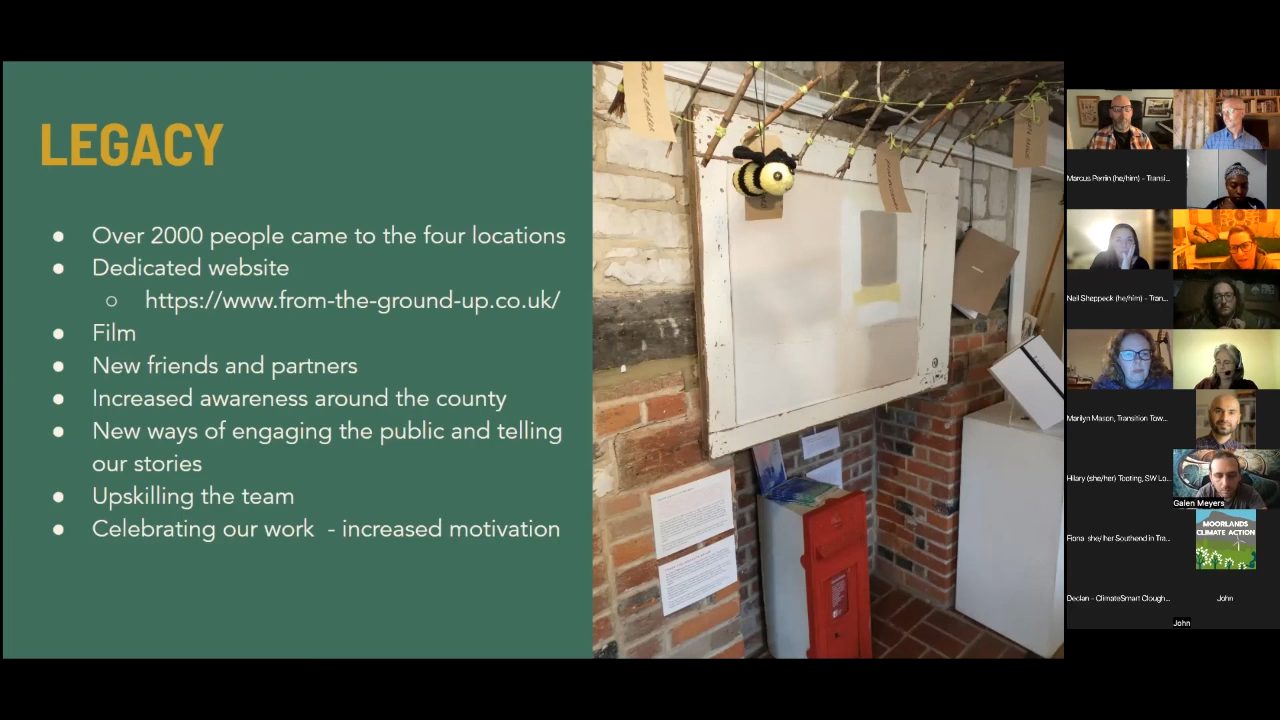 LEGACY
● Over 2000 people came to the four locations
● Dedicated website
○ https://www.from-the-ground-up.co.uk/
● Film
● New friends and partners
● Increased awareness around the county
● New ways of engaging the public and telling
our stories
● Upskilling the team
● Celebrating our work - increased motivation
Marcus Perrin (he/him) - Transi...
Neil Sheppeck (he/him) - Tran...
Marilyn Mason, Transition Tow...
Hilary (she/her) Tooting, SW Lo...
Galen Meyers
Fiona she/her Southend in Tra...
MOORLANDS
CLIMATE ACTION
Declan - ClimateSmart Clough...
John
John